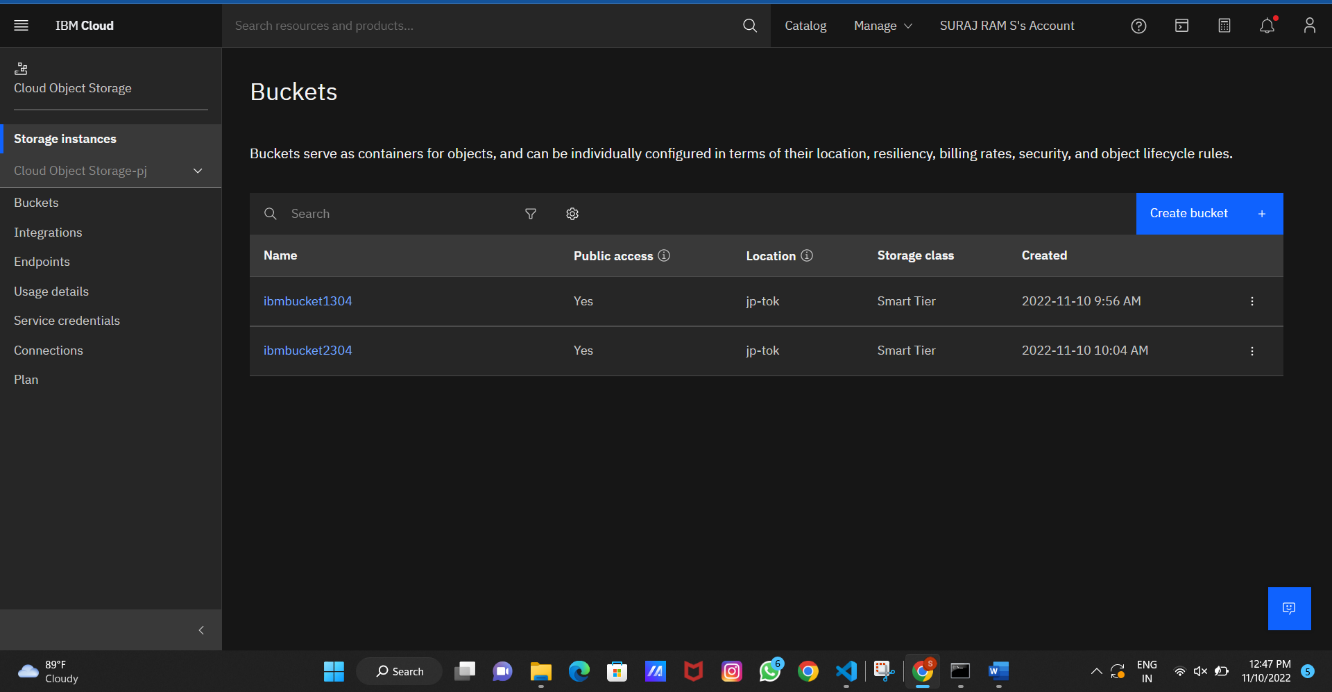 IBM Cloud
Search resources and products...
Catalog
Manage
SURAJ RAM S's Account
Cloud Object Storage
Storage instances
Cloud Object Storage-pj
Buckets
Integrations
Endpoints
Usage details
Service credentials
Connections
Plan
Buckets
Buckets serve as containers for objects, and can be individually configured in terms of their location, resiliency, billing rates, security, and object lifecycle rules.
Search
Create bucket +
Name Public access Location Storage class Created
ibmbucket1304 Yes jp-tok Smart Tier 2022-11-10 9:56 AM
ibmbucket2304 Yes jp-tok Smart Tier 2022-11-10 10:04 AM
89°F
Cloudy
Search
6
S
W
ENG
IN
12:47 PM
11/10/2022
5